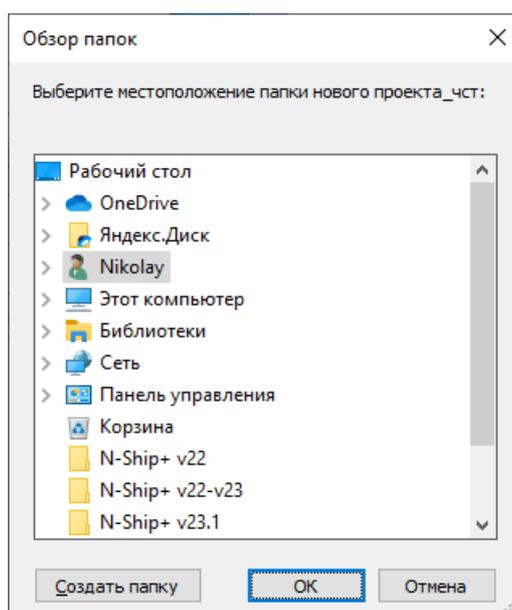 Обзор папок
Выберите местоположение папки нового проекта_чст:
Рабочий стол
OneDrive
Яндекс.Диск
Nikolay
Этот компьютер
Библиотеки
Сеть
Панель управления
Корзина
N-Ship+ v22
N-Ship+ v22-v23
N-Ship+ v23.1
Создать папку ОК Отмена